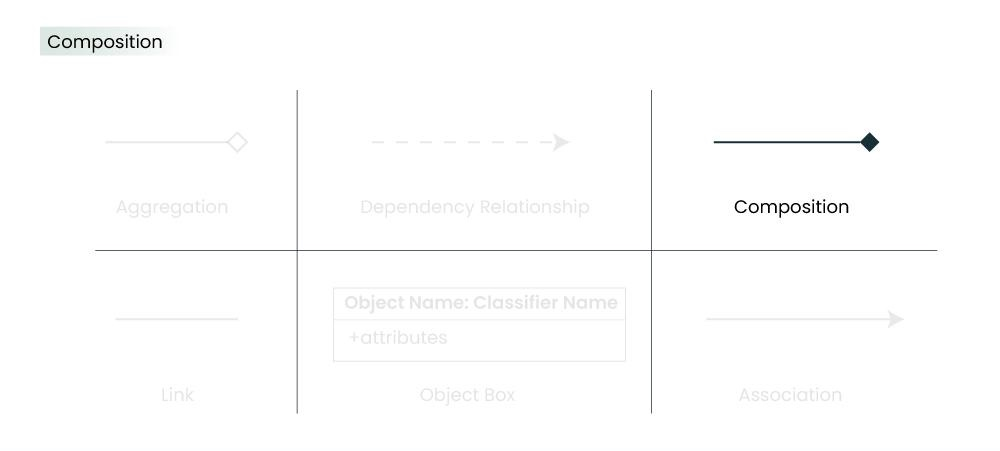 Composition
Aggregation
Dependency Relationship
Composition
Object Name: Classifier Name
+attributes
Link
Object Box
Association